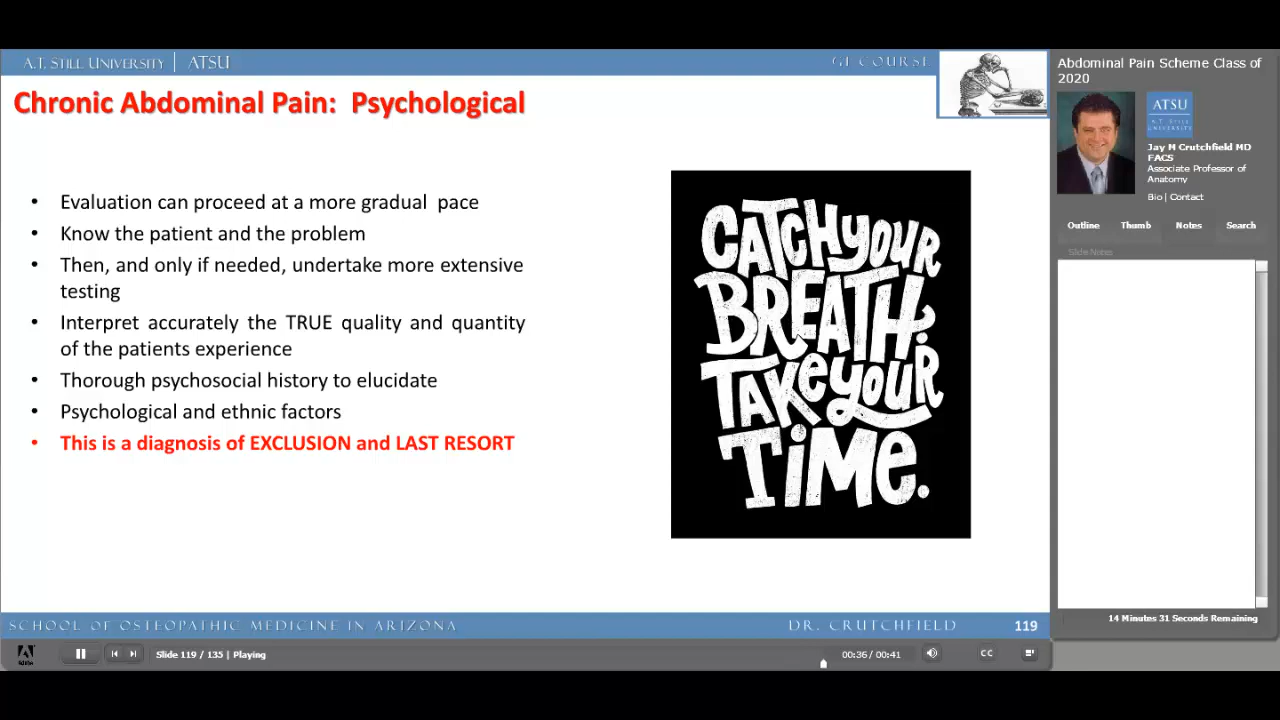 A.T. STILL UNIVERSITY | ATSU
GI COURSE
Chronic Abdominal Pain: Psychological
• Evaluation can proceed at a more gradual pace
• Know the patient and the problem
• Then, and only if needed, undertake more extensive
testing
• Interpret accurately the TRUE quality and quantity
of the patients experience
• Thorough psychosocial history to elucidate
• Psychological and ethnic factors
• This is a diagnosis of EXCLUSION and LAST RESORT
CATCH YOUR
BREATH.
TAKE YOUR
TIME.
SCHOOL OF OSTEOPATHIC MEDICINE IN ARIZONA
DR. CRUTCHFIELD
119
Abdominal Pain Scheme Class of
2020
ATSU
A.T. STILL
UNIVERSITY
Jay M Crutchfield MD
FACS
Associate Professor of
Anatomy
Bio | Contact
Outline
Thumb
Notes
Search
Slide Notes
14 Minutes 31 Seconds Remaining
Slide 119 / 135 | Playing
00:36 / 00:41
CC